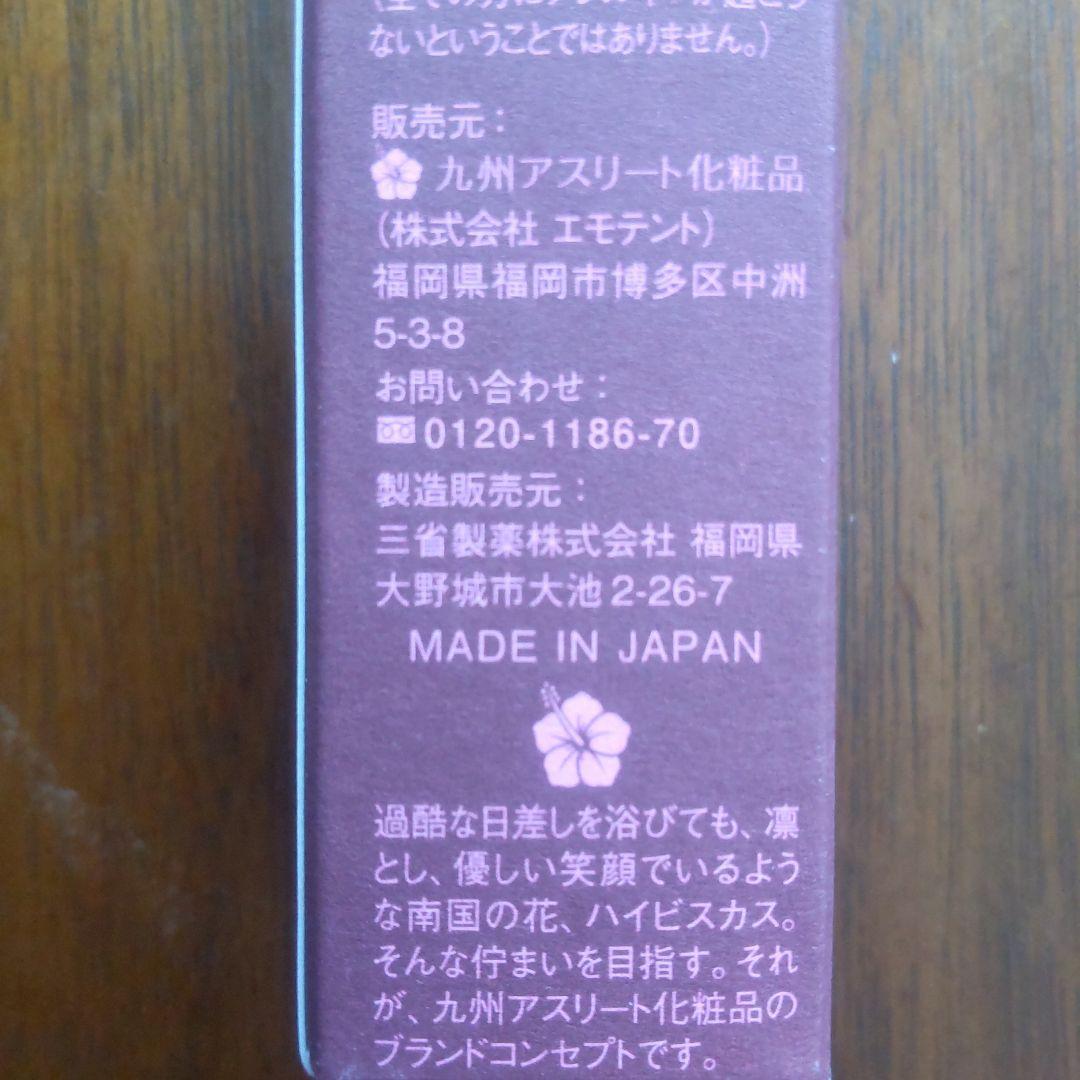 ないということではありません。)
販売元:
九州アスリート化粧品
(株式会社 エモテント)
福岡県福岡市博多区中洲
5-3-8
お問い合わせ:
0120-1186-70
製造販売元:
三省製薬株式会社 福岡県
大野城市大池2-26-7
MADE IN JAPAN
過酷な日差しを浴びても、凛
とし、優しい笑顔でいるよう
な南国の花、ハイビスカス。
そんな佇まいを目指す。それ
が、九州アスリート化粧品の
ブランドコンセプトです。